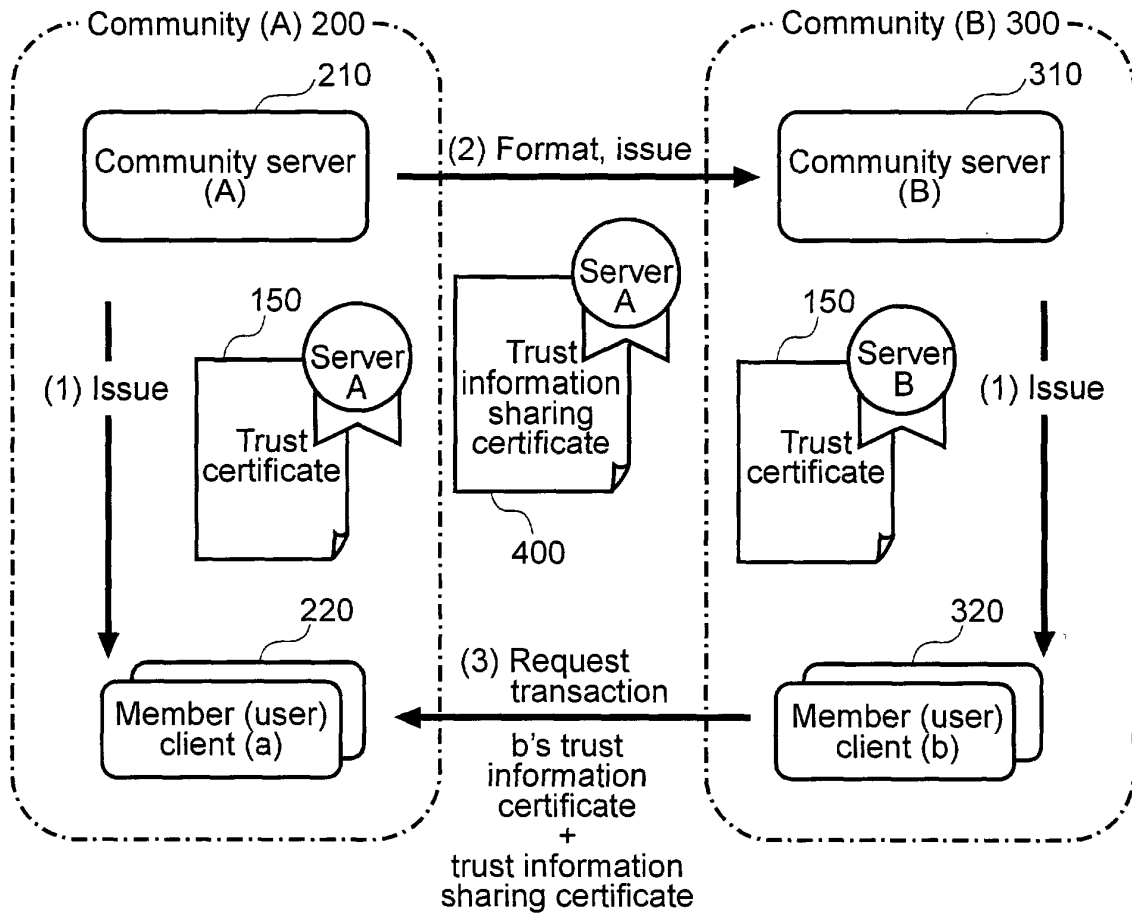 Community (A) 200
Community (B) 300
210
310
Community server
(A)
(2) Format, issue
Community server
(B)
150
Server
A
Trust
certificate
(1) Issue
Server
A
Trust
information
sharing
certificate
400
150
Server
B
Trust
certificate
(1) Issue
220
320
Member (user)
client (a)
(3) Request
transaction
b's trust
information
certificate
+
trust information
sharing certificate
Member (user)
client (b)